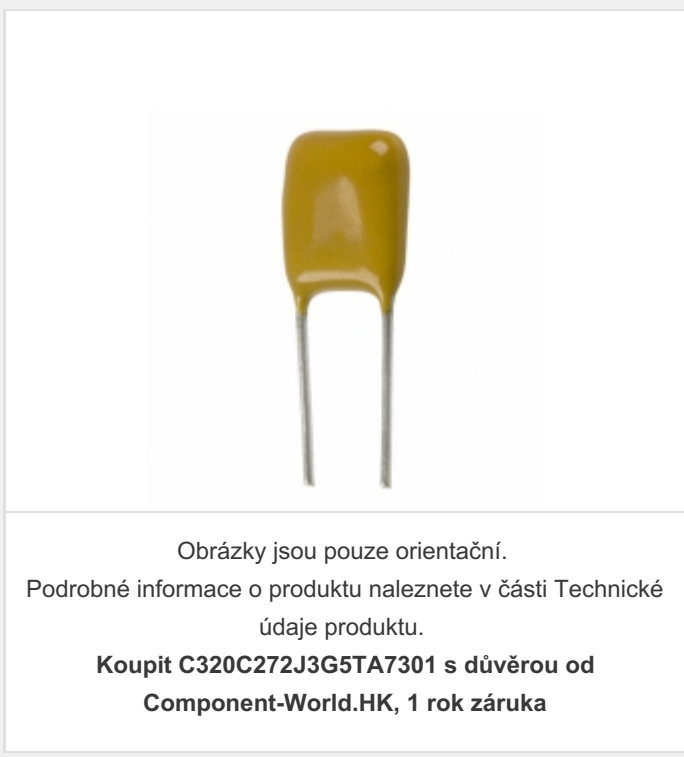 Obrázky jsou pouze orientační.
Podrobné informace o produktu naleznete v části Technické
údaje produktu.
Koupit C320C272J3G5TA7301 s důvěrou od
Component-World.HK, 1 rok záruka